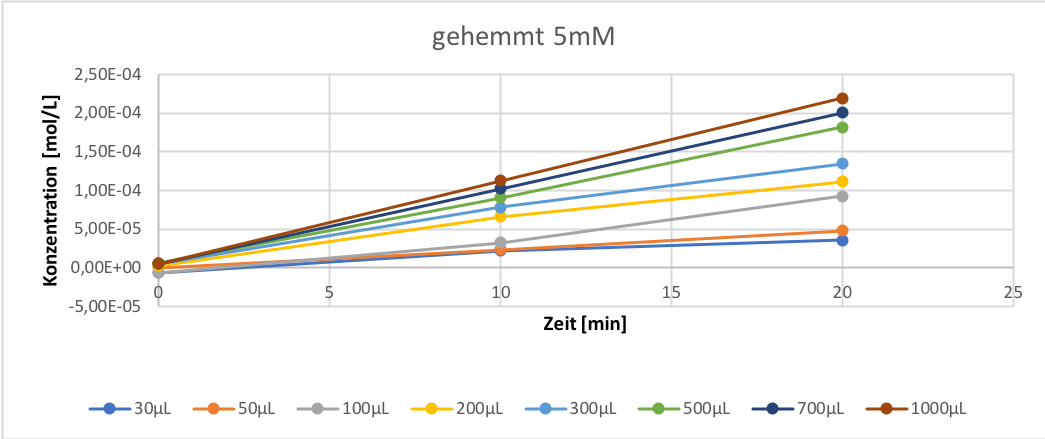 gehemmt 5mM
2,50E-04
2,00E-04
1,50E-04
1,00E-04
5,00E-05
0,00E+00
-5,00E-05
Konzentration [mol/L]
0 5 10 15 20 25
Zeit [min]
30µL 50µL 100µL 200µL 300µL 500µL 700µL 1000µL